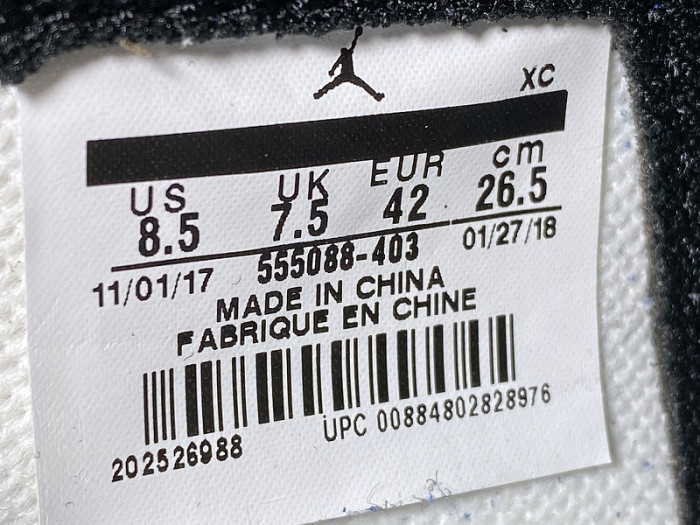 XC
US UK EUR cm
8.5 7.5 42 26.5
11/01/17 555088-403 01/27/18
MADE IN CHINA
FABRIQUE EN CHINE
202526988 UPC 00884802828976